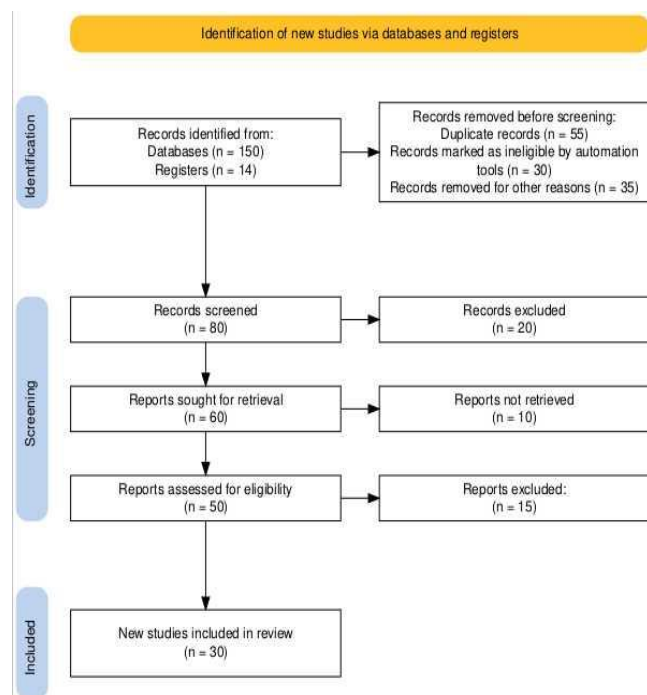 Identification of new studies via databases and registers
Identification
Records identified from:
Databases (n = 150)
Registers (n = 14)
Records removed before screening:
Duplicate records (n = 55)
Records marked as ineligible by automation
tools (n = 30)
Records removed for other reasons (n = 35)
Screening
Records screened
(n = 80)
Records excluded
(n = 20)
Reports sought for retrieval
(n = 60)
Reports not retrieved
(n = 10)
Reports assessed for eligibility
(n = 50)
Reports excluded:
(n = 15)
Included
New studies included in review
(n = 30)